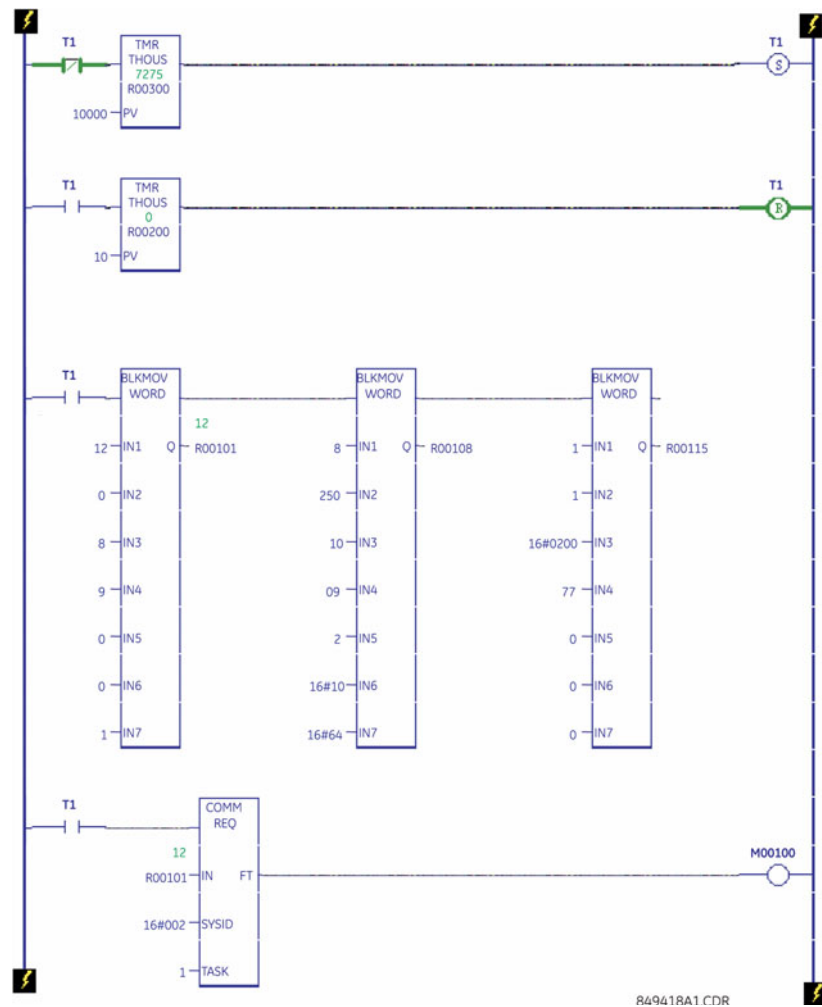 T1 TMR THOUS 7275 R00300 T1 S
10000 PV
T1 TMR THOUS 0 R00200 T1 R
10 PV
T1 BLKMOV WORD BLKMOV WORD BLKMOV WORD
12
12 IN1 Q R00101 8 IN1 Q R00108 1 IN1 Q R00115
0 IN2 250 IN2 1 IN2
8 IN3 10 IN3 16#0200 IN3
9 IN4 09 IN4 77 IN4
0 IN5 2 IN5 0 IN5
0 IN6 16#10 IN6 0 IN6
1 IN7 16#64 IN7 0 IN7
T1 COMM REQ
12 M00100
R00101 IN FT
16#002 SYSID
1 TASK
849418A1.CDR